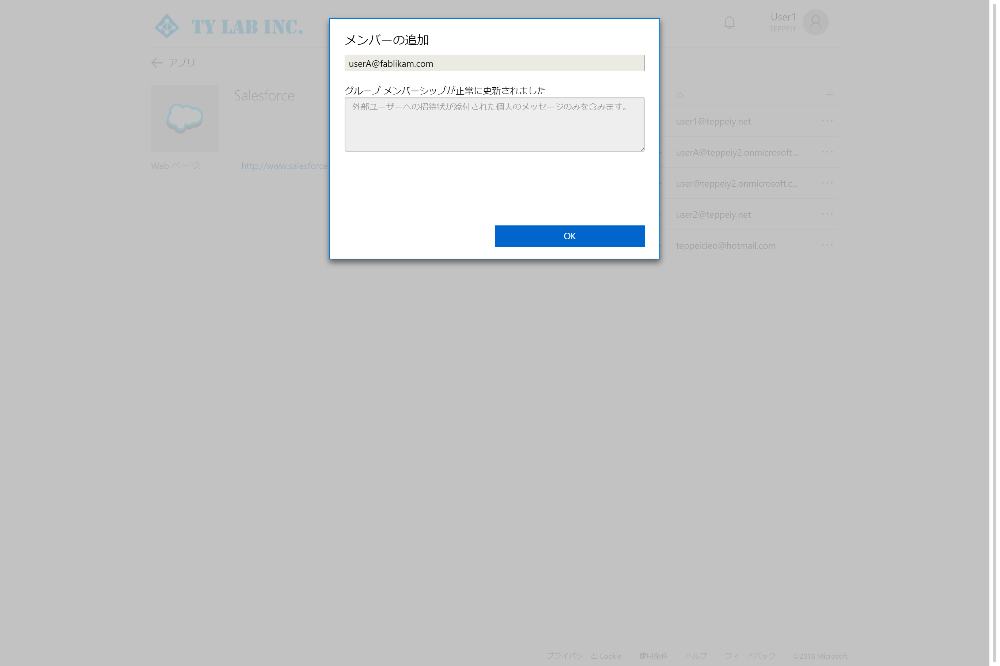 TY LAB INC.
User1
TEPPEIY
アプリ
Salesforce
Web ページ:
http://www.salesforce.
メンバーの追加
userA@fablikam.com
グループ メンバーシップが正常に更新されました
外部ユーザーへの招待状が添付された個人のメッセージのみを含みます。
OK
ID
user1@teppeiy.net
userA@teppeiy2.onmicrosoft...
user@teppeiy2.onmicrosoft.c...
user2@teppeiy.net
teppeicleo@hotmail.com
プライバシーと Cookie 使用条件 ヘルプ フィードバック ©2018 Microsoft